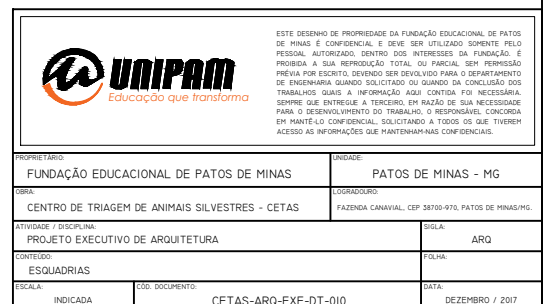 UNIPAM
Educação que transforma
ESTE DESENHO DE PROPRIEDADE DA FUNDAÇÃO EDUCACIONAL DE PATOS
DE MINAS É CONFIDENCIAL E DEVE SER UTILIZADO SOMENTE PELO
PESSOAL AUTORIZADO, DENTRO DOS INTERESSES DA FUNDAÇÃO. É
PROIBIDA A SUA REPRODUÇÃO TOTAL OU PARCIAL SEM PERMISSÃO
PRÉVIA POR ESCRITO, DEVENDO SER DEVOLVIDO PARA O DEPARTAMENTO
DE ENGENHARIA QUANDO SOLICITADO OU QUANDO DA CONCLUSÃO DOS
TRABALHOS QUAIS A INFORMAÇÃO AQUI CONTIDA FOI NECESSÁRIA.
SEMPRE QUE ENTREGUE A TERCEIRO, EM RAZÃO DE SUA NECESSIDADE
PARA O DESENVOLVIMENTO DO TRABALHO, O RESPONSÁVEL CONCORDA
EM MANTÊ-LO CONFIDENCIAL, SOLICITANDO A TODOS OS QUE TIVEREM
ACESSO AS INFORMAÇÕES QUE MANTENHAM-NAS CONFIDENCIAIS.
PROPRIETÁRIO:
FUNDAÇÃO EDUCACIONAL DE PATOS DE MINAS
UNIDADE:
PATOS DE MINAS - MG
OBRA:
CENTRO DE TRIAGEM DE ANIMAIS SILVESTRES - CETAS
LOGRADOURO:
FAZENDA CANAVIAL, CEP 38700-970, PATOS DE MINAS/MG.
ATIVIDADE / DISCIPLINA:
PROJETO EXECUTIVO DE ARQUITETURA
SIGLA:
ARQ
CONTEÚDO:
ESQUADRIAS
FOLHA:
ESCALA:
INDICADA
CÓD. DOCUMENTO:
CETAS-ARQ-EXE-DT-010
DATA:
DEZEMBRO / 2017